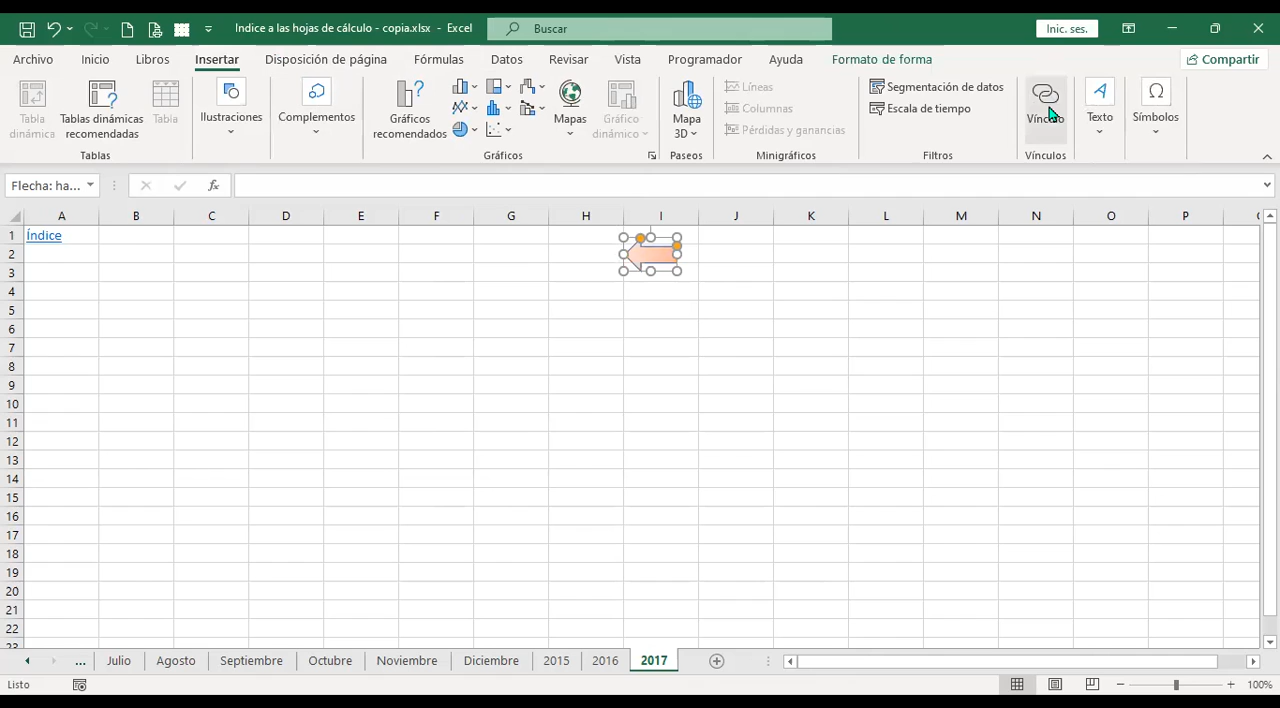 Indice a las hojas de cálculo - copia.xlsx - Excel
Buscar
Inic. ses.
Archivo Inicio Libros Insertar Disposición de página Fórmulas Datos Revisar Vista Programador Ayuda Formato de forma Compartir
Tabla dinámica
Tablas dinámicas recomendadas
Tabla
Ilustraciones
Complementos
Gráficos recomendados
Mapas
Gráfico dinámico
Mapa 3D
Líneas
Columnas
Pérdidas y ganancias
Segmentación de datos
Escala de tiempo
Vínculo
Texto
Símbolos
Tablas Gráficos Paseos Minigráficos Filtros Vínculos
Flecha: ha... fx
A B C D E F G H I J K L M N O P
1 Índice
2
3
4
5
6
7
8
9
10
11
12
13
14
15
16
17
18
19
20
21
22
23
... Julio Agosto Septiembre Octubre Noviembre Diciembre 2015 2016 2017
Listo 100%